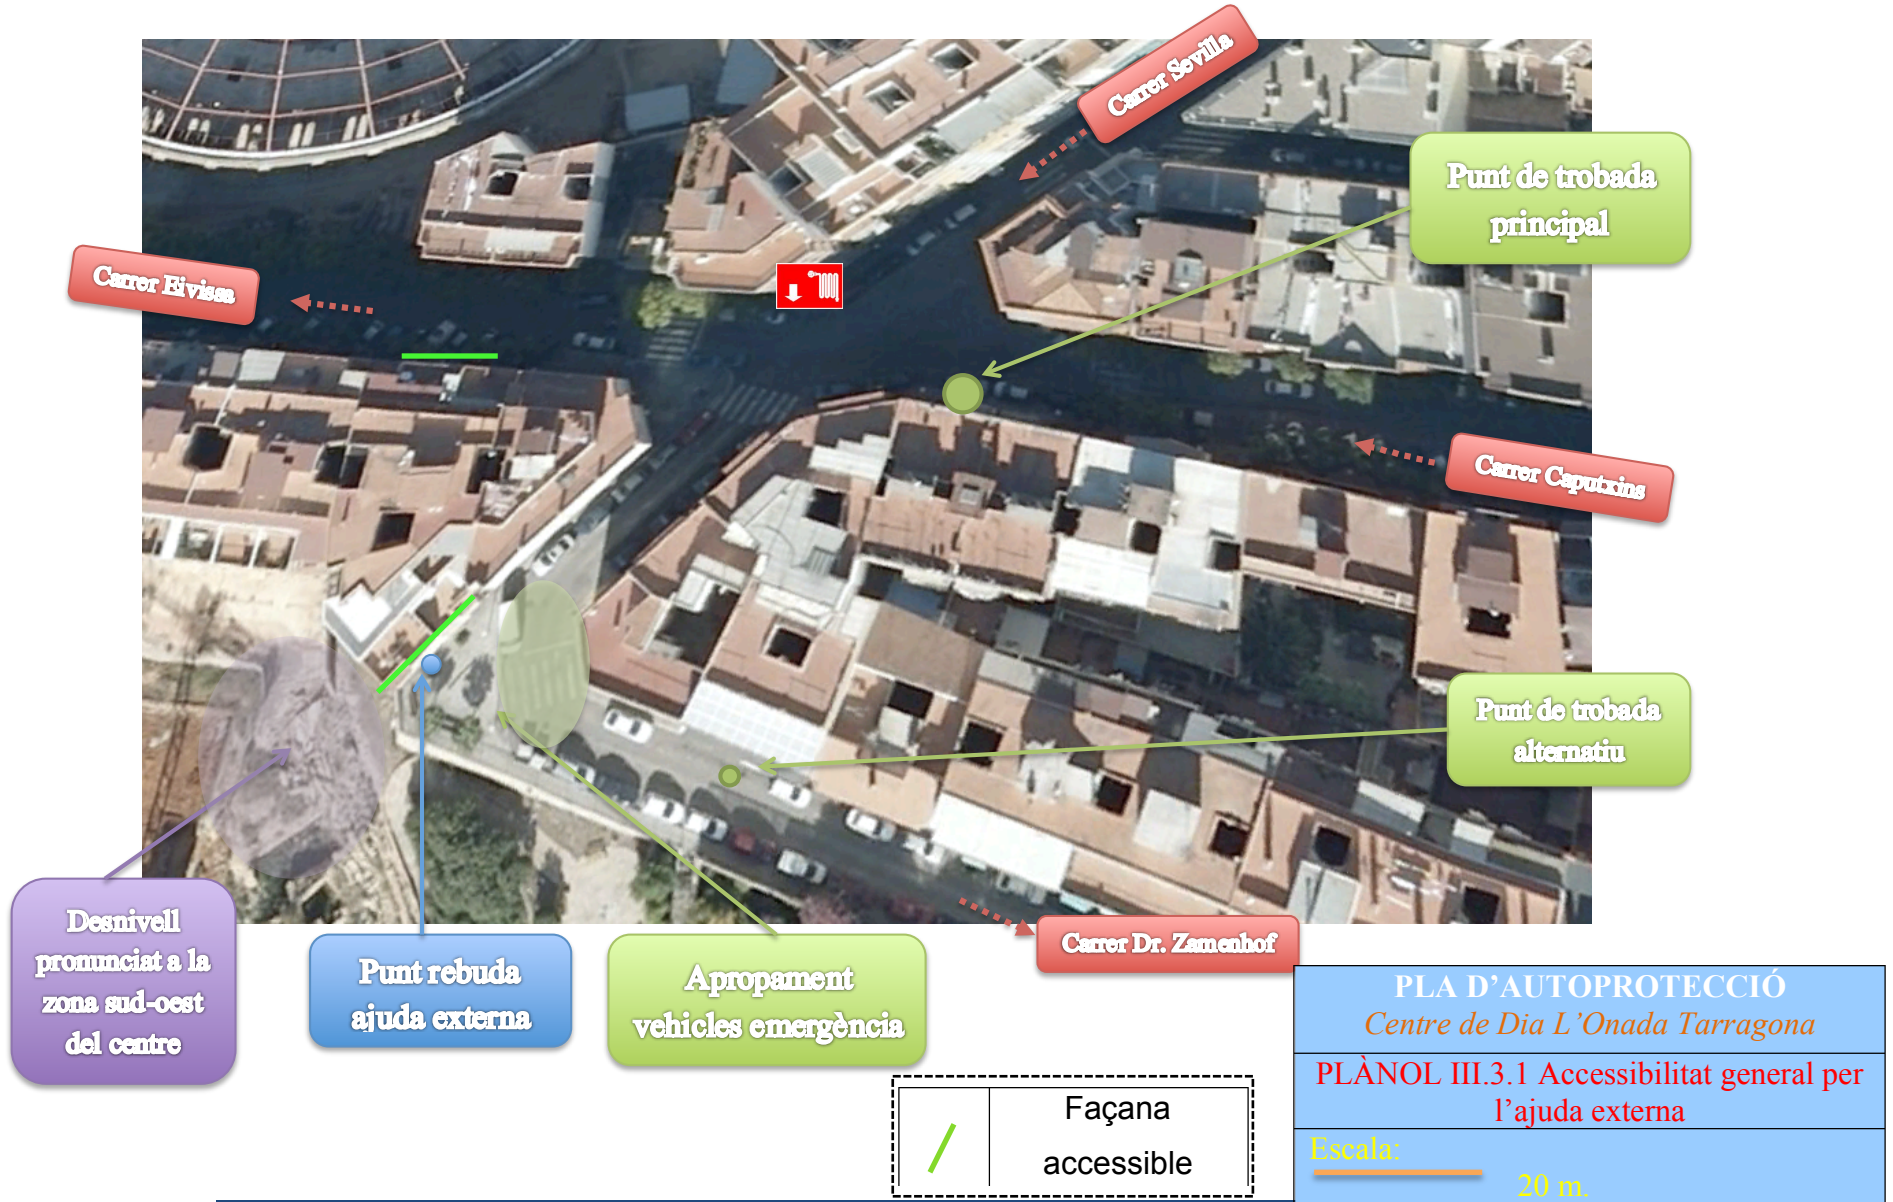 Carrer Sevilla
Punt de trobada
principal
Carrer Eivissa
Carrer Caputxins
Punt de trobada
alternatiu
Desnivell
pronunciat a la
zona sud-oest
del centre
Punt rebuda
ajuda externa
Apropament
vehicles emergència
Carrer Dr. Zamenhof
PLA D’AUTOPROTECCIÓ
Centre de Dia L’Onada Tarragona
PLÀNOL III.3.1 Accessibilitat general per
l’ajuda externa
Escala:
20 m.
Façana
accessible